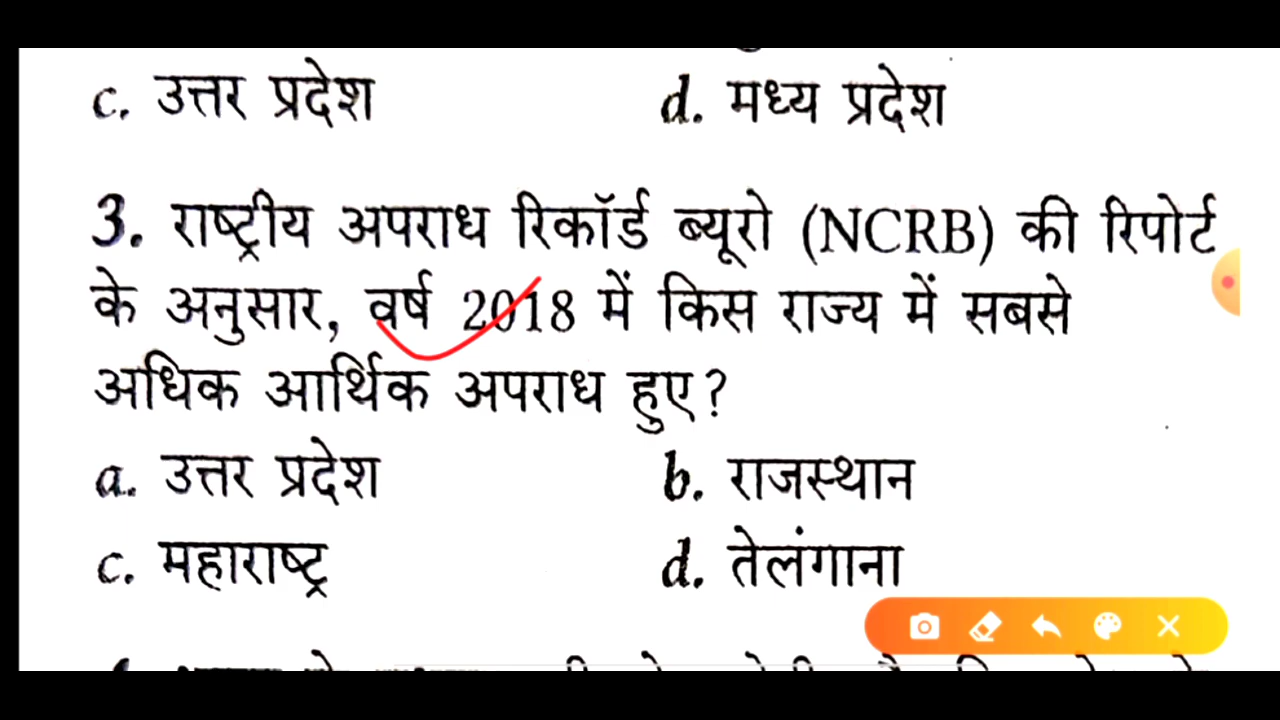 c. उत्तर प्रदेश d. मध्य प्रदेश
3. राष्ट्रीय अपराध रिकॉर्ड ब्यूरो (NCRB) की रिपोर्ट
के अनुसार, वर्ष 2018 में किस राज्य में सबसे
अधिक आर्थिक अपराध हुए?
a. उत्तर प्रदेश b. राजस्थान
c. महाराष्ट्र d. तेलंगाना